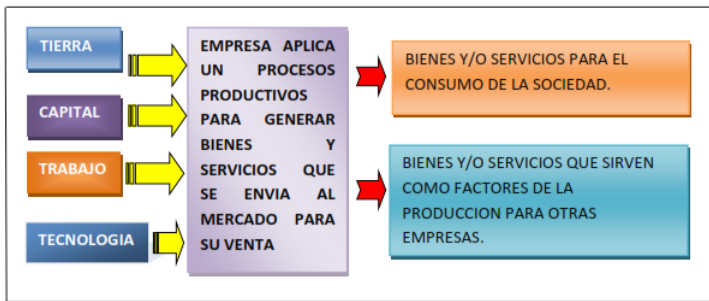 TIERRA
CAPITAL
TRABAJO
TECNOLOGIA
EMPRESA APLICA
UN PROCESOS
PRODUCTIVOS
PARA GENERAR
BIENES Y
SERVICIOS QUE
SE ENVIA AL
MERCADO PARA
SU VENTA
BIENES Y/O SERVICIOS PARA EL
CONSUMO DE LA SOCIEDAD.
BIENES Y/O SERVICIOS QUE SIRVEN
COMO FACTORES DE LA
PRODUCCION PARA OTRAS
EMPRESAS.